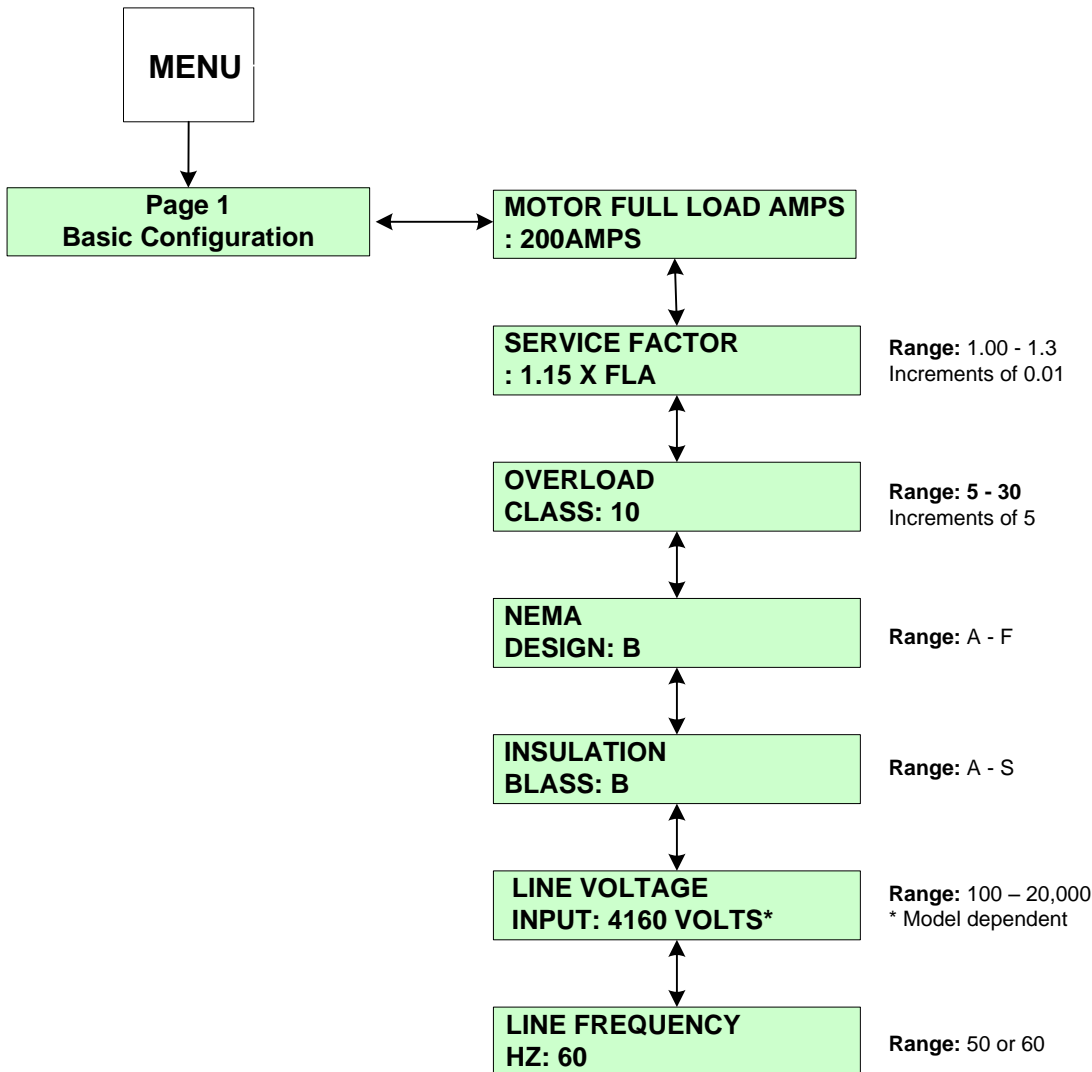 MENU
Page 1
Basic Configuration
MOTOR FULL LOAD AMPS
: 200AMPS
SERVICE FACTOR
: 1.15 X FLA
Range: 1.00 - 1.3
Increments of 0.01
OVERLOAD
CLASS: 10
Range: 5 - 30
Increments of 5
NEMA
DESIGN: B
Range: A - F
INSULATION
BLASS: B
Range: A - S
LINE VOLTAGE
INPUT: 4160 VOLTS*
Range: 100 – 20,000
* Model dependent
LINE FREQUENCY
HZ: 60
Range: 50 or 60